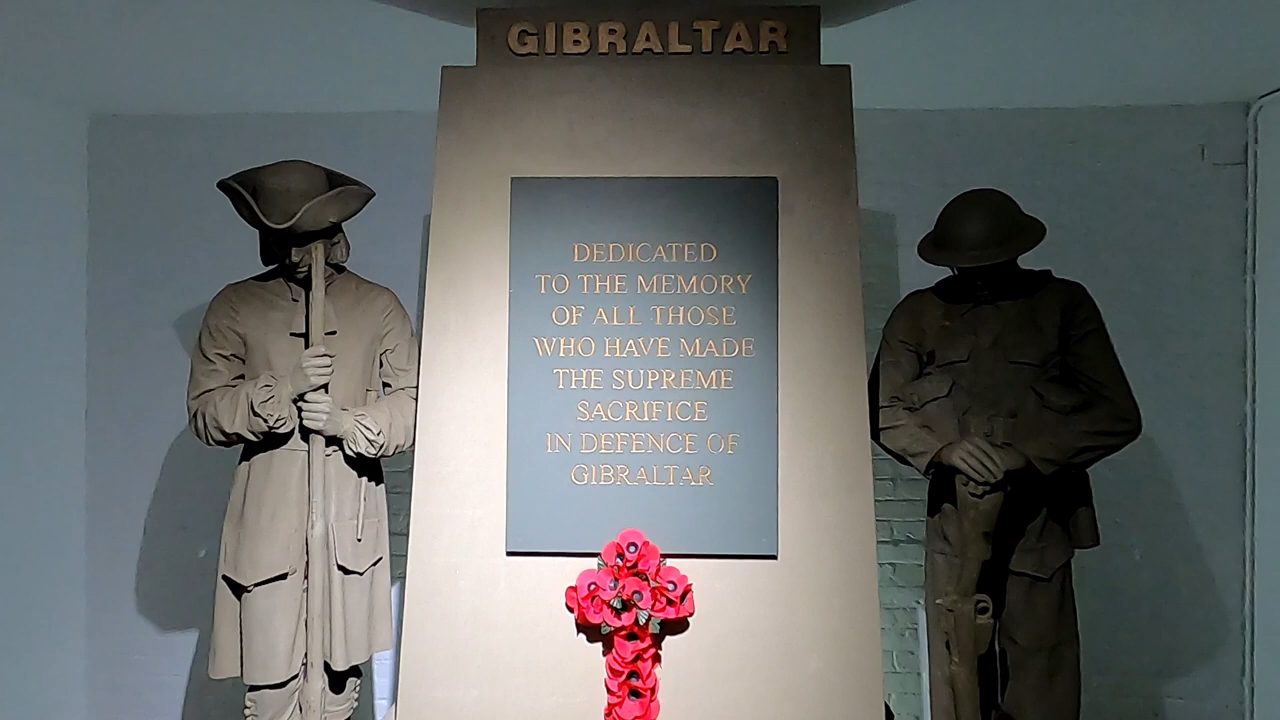 GIBRALTAR
DEDICATED
TO THE MEMORY
OF ALL THOSE
WHO HAVE MADE
THE SUPREME
SACRIFICE
IN DEFENCE OF
GIBRALTAR